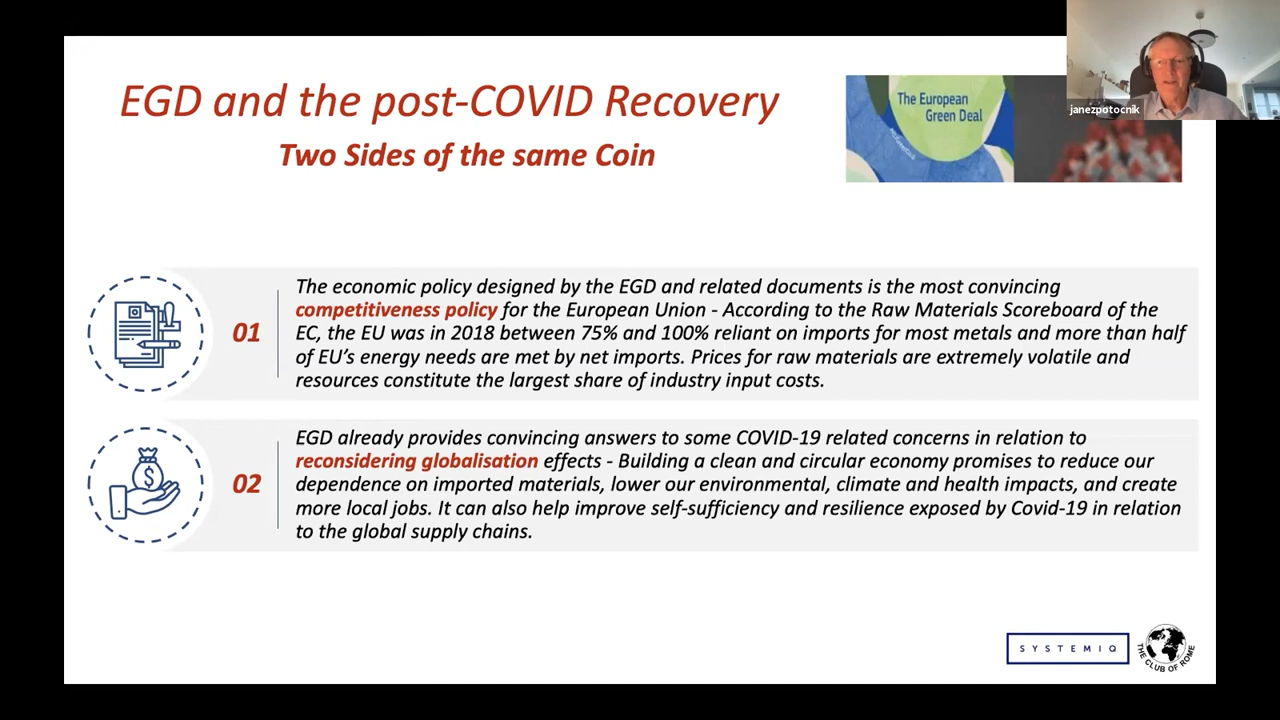 EGD and the post-COVID Recovery
Two Sides of the same Coin
The European
Green Deal
janezpotocnik
01
The economic policy designed by the EGD and related documents is the most convincing
competitiveness policy for the European Union - According to the Raw Materials Scoreboard of the
EC, the EU was in 2018 between 75% and 100% reliant on imports for most metals and more than half
of EU’s energy needs are met by net imports. Prices for raw materials are extremely volatile and
resources constitute the largest share of industry input costs.
02
EGD already provides convincing answers to some COVID-19 related concerns in relation to
reconsidering globalisation effects - Building a clean and circular economy promises to reduce our
dependence on imported materials, lower our environmental, climate and health impacts, and create
more local jobs. It can also help improve self-sufficiency and resilience exposed by Covid-19 in relation
to the global supply chains.
SYSTEMIQ
THE CLUB OF ROME